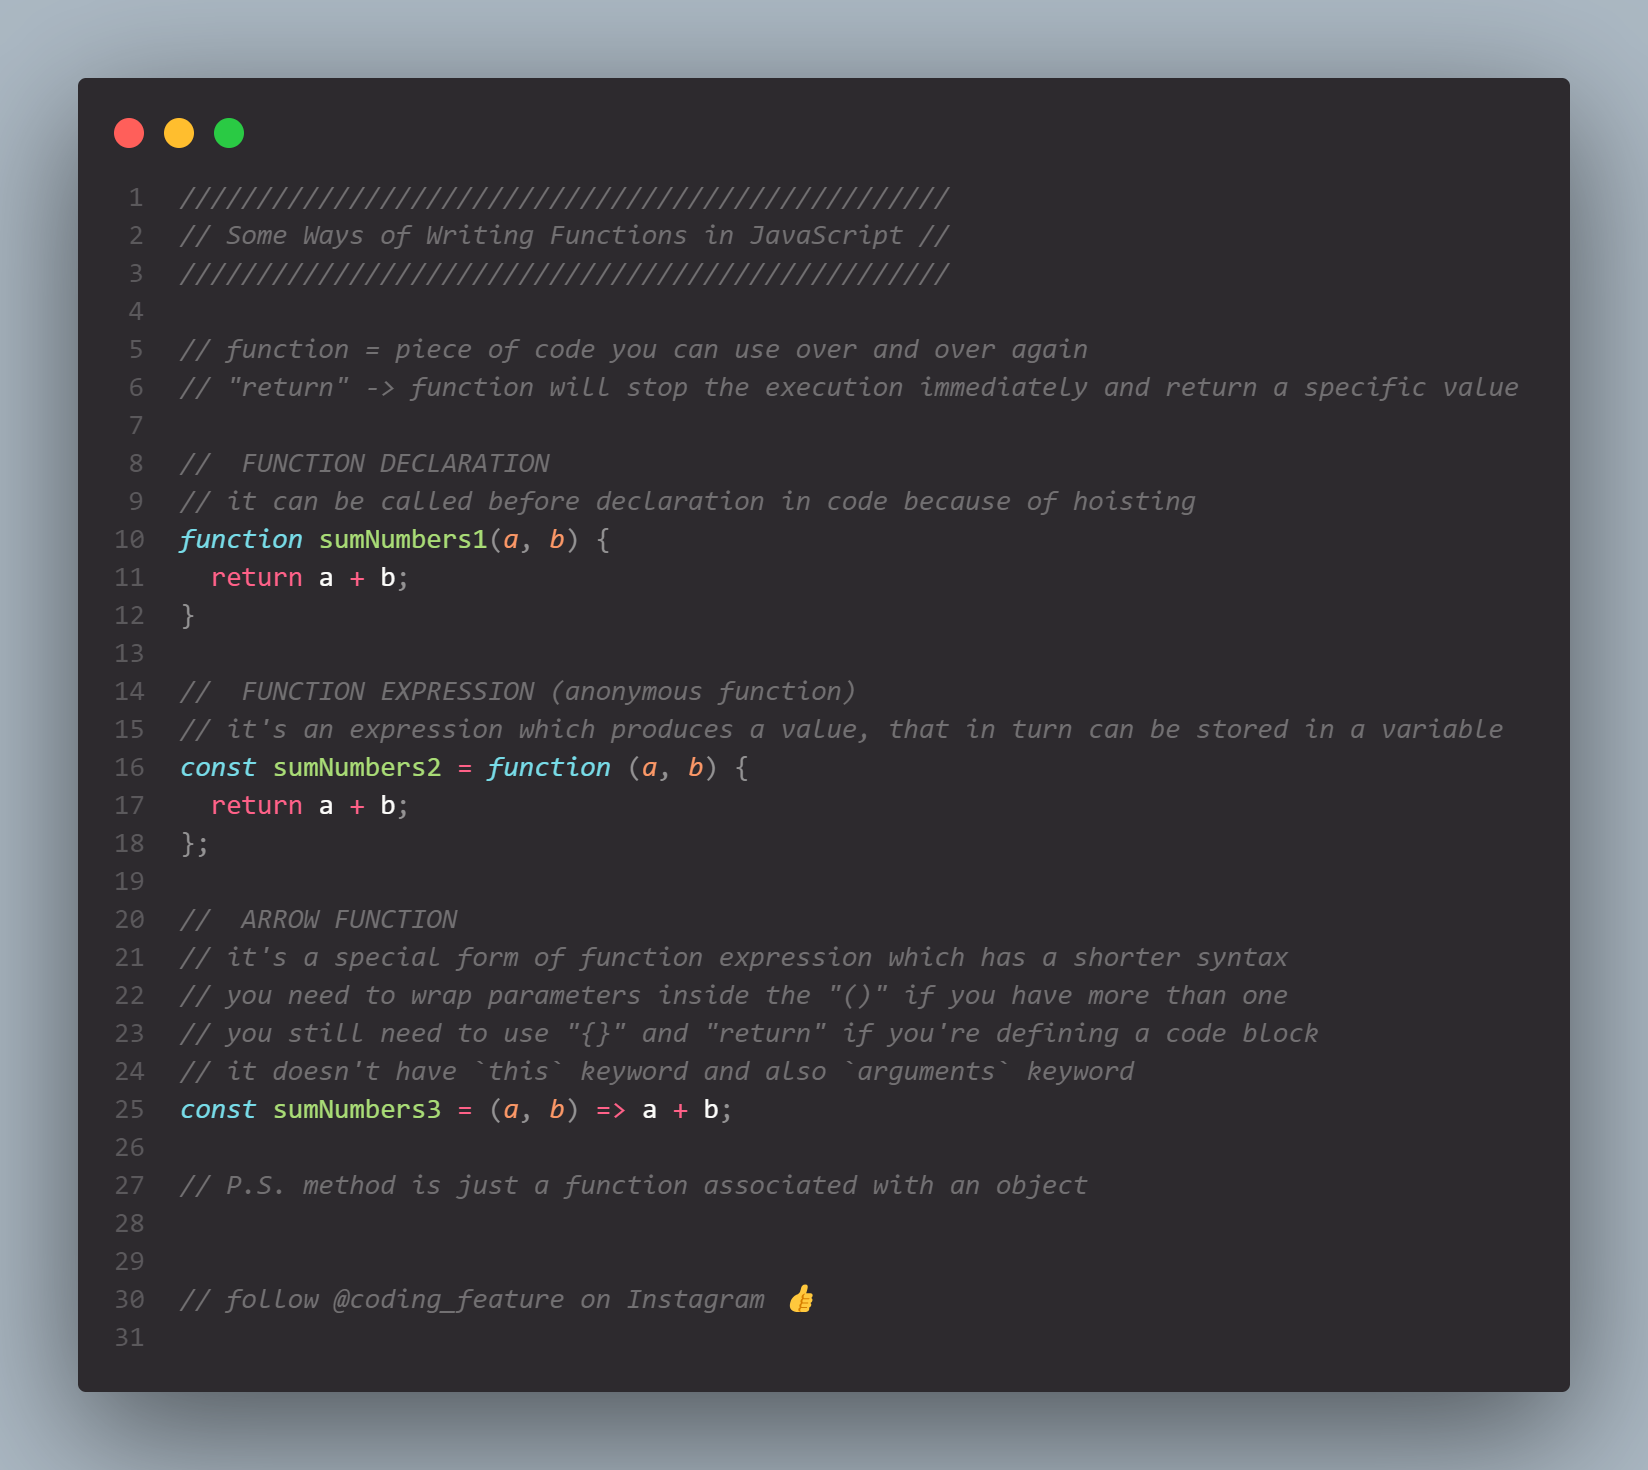 1 //////////////////////////////////////////////////
2 // Some Ways of Writing Functions in JavaScript //
3 //////////////////////////////////////////////////
4
5 // function = piece of code you can use over and over again
6 // "return" -> function will stop the execution immediately and return a specific value
7
8 //  FUNCTION DECLARATION
9 // it can be called before declaration in code because of hoisting
10 function sumNumbers1(a, b) {
11   return a + b;
12 }
13
14 //  FUNCTION EXPRESSION (anonymous function)
15 // it's an expression which produces a value, that in turn can be stored in a variable
16 const sumNumbers2 = function (a, b) {
17   return a + b;
18 };
19
20 //  ARROW FUNCTION
21 // it's a special form of function expression which has a shorter syntax
22 // you need to wrap parameters inside the "()" if you have more than one
23 // you still need to use "{}" and "return" if you're defining a code block
24 // it doesn't have `this` keyword and also `arguments` keyword
25 const sumNumbers3 = (a, b) => a + b;
26
27 // P.S. method is just a function associated with an object
28
29
30 // follow @coding_feature on Instagram 👍
31